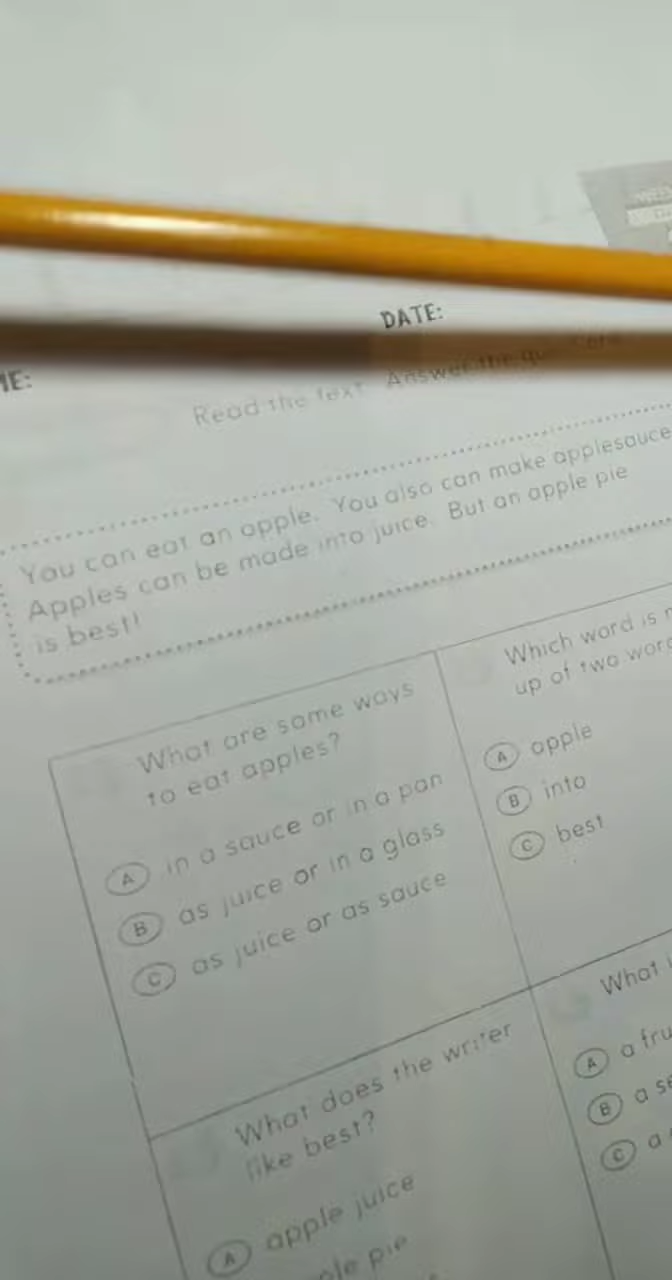 DATE:
Read the text. Answer the
You can eat an apple. You also can make applesauce
Apples can be made into juice. But an apple pie
is best!
What are some ways
to eat apples?
A in a sauce or in a pan
B as juice or in a glass
C as juice or as sauce
Which word is
up of two
A apple
B into
C best
What does the writer
like best?
A apple juice
pie
What
A a
B a
C a